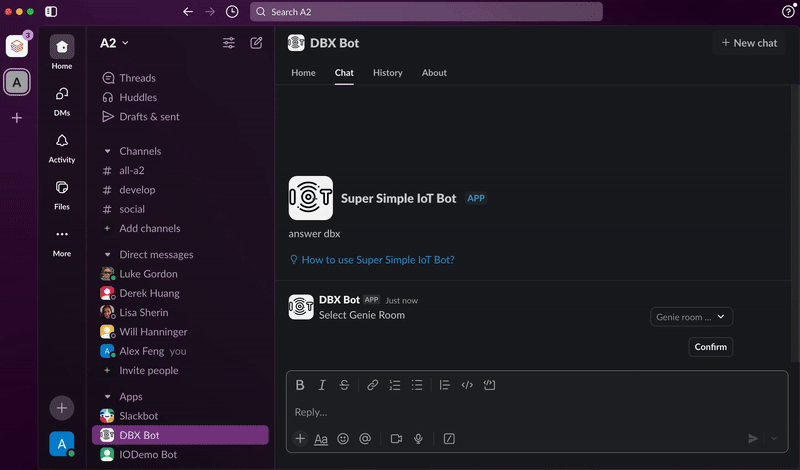 Search A2
3
A
Home
DMs
Activity
Files
More
A
A2
Threads
Huddles
Drafts & sent
Channels
# all-a2
# develop
# social
+ Add channels
Direct messages
Luke Gordon
Derek Huang
Lisa Sherin
Will Hanninger
A
Alex Feng you
+ Invite people
Apps
Slackbot
IOT
DBX Bot
IODemo Bot
IOT
DBX Bot
+ New chat
Home Chat History About
IOT
Super Simple IoT Bot APP
answer dbx
How to use Super Simple IoT Bot?
IOT
DBX Bot APP Just now
Select Genie Room
Genie room ...
Confirm
B I S
Reply...
+ Aa @